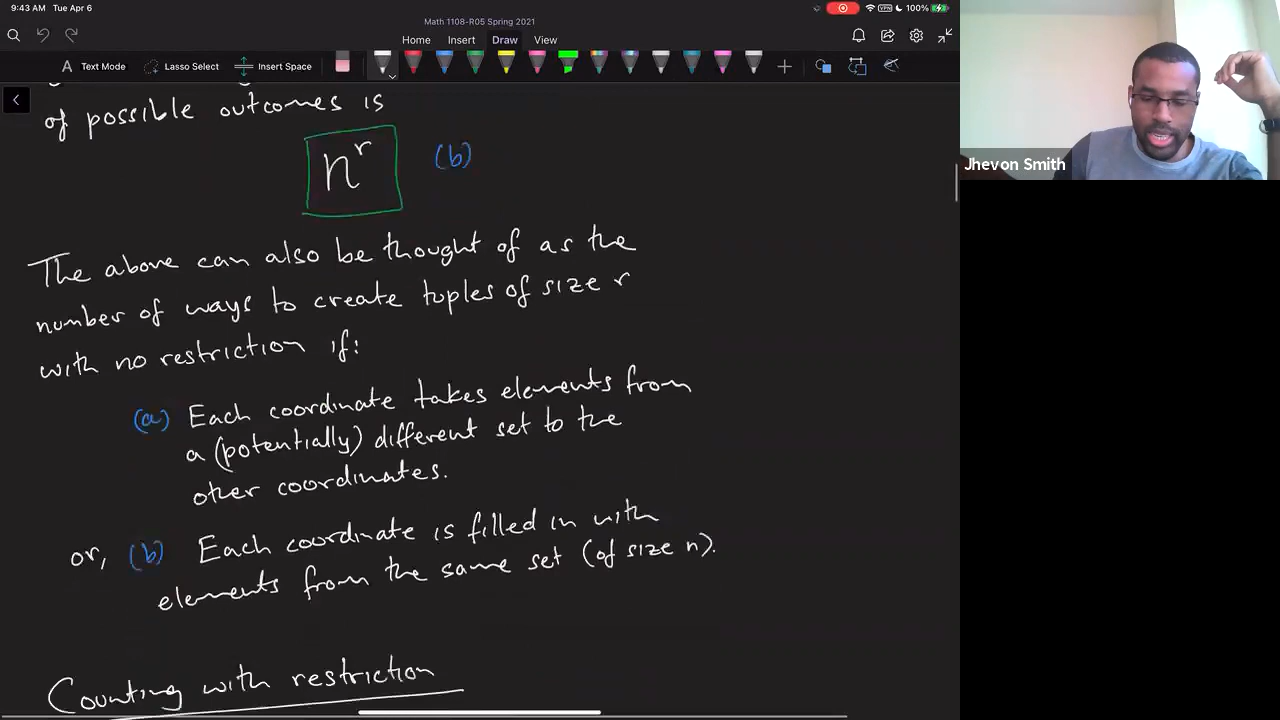 9:43 AM Tue Apr 6
Math 1108-R05 Spring 2021
VPN 100%
Home Insert Draw View
Text Mode Lasso Select Insert Space
of possible outcomes is
n^r (b)
The above can also be thought of as the
number of ways to create tuples of size r
with no restriction if:
(a) Each coordinate takes elements from
a (potentially) different set to the
other coordinates.
or, (b) Each coordinate is filled in with
elements from the same set (of size n).
Counting with restriction
Jhevon Smith